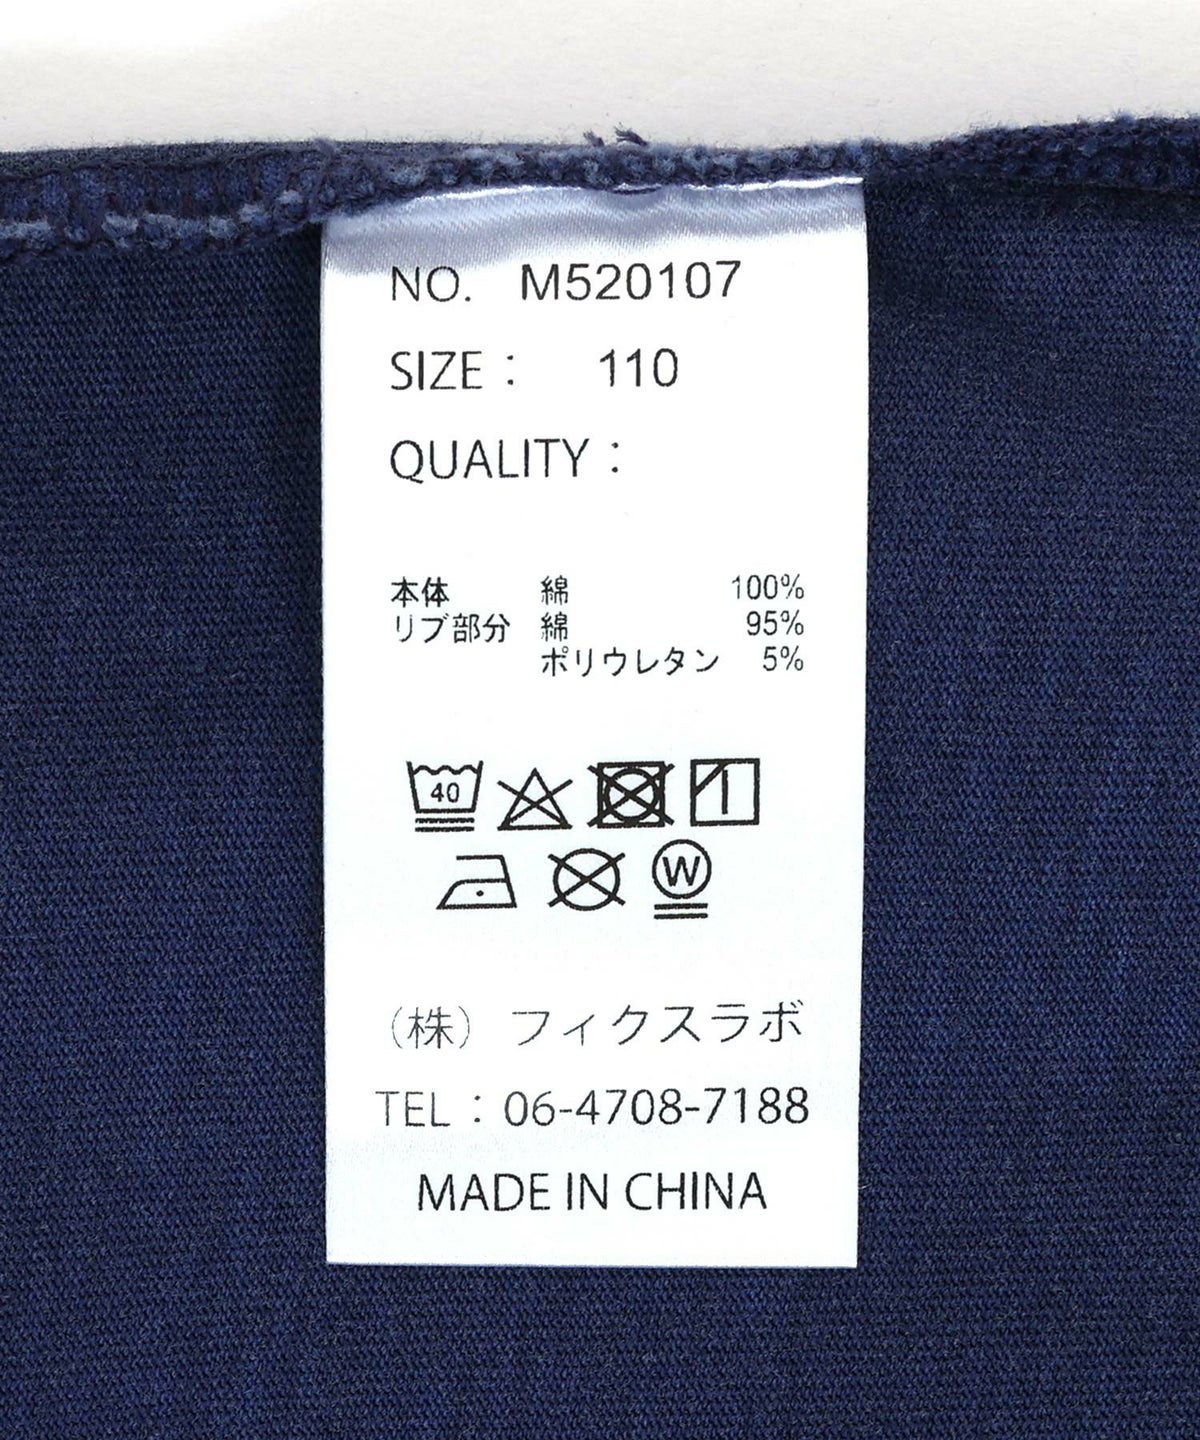 NO. M520107
SIZE : 110
QUALITY :
本体 綿 100%
リブ部分 綿 95%
ポリウレタン 5%
40
W
(株) フィクスラボ
TEL : 06-4708-7188
MADE IN CHINA